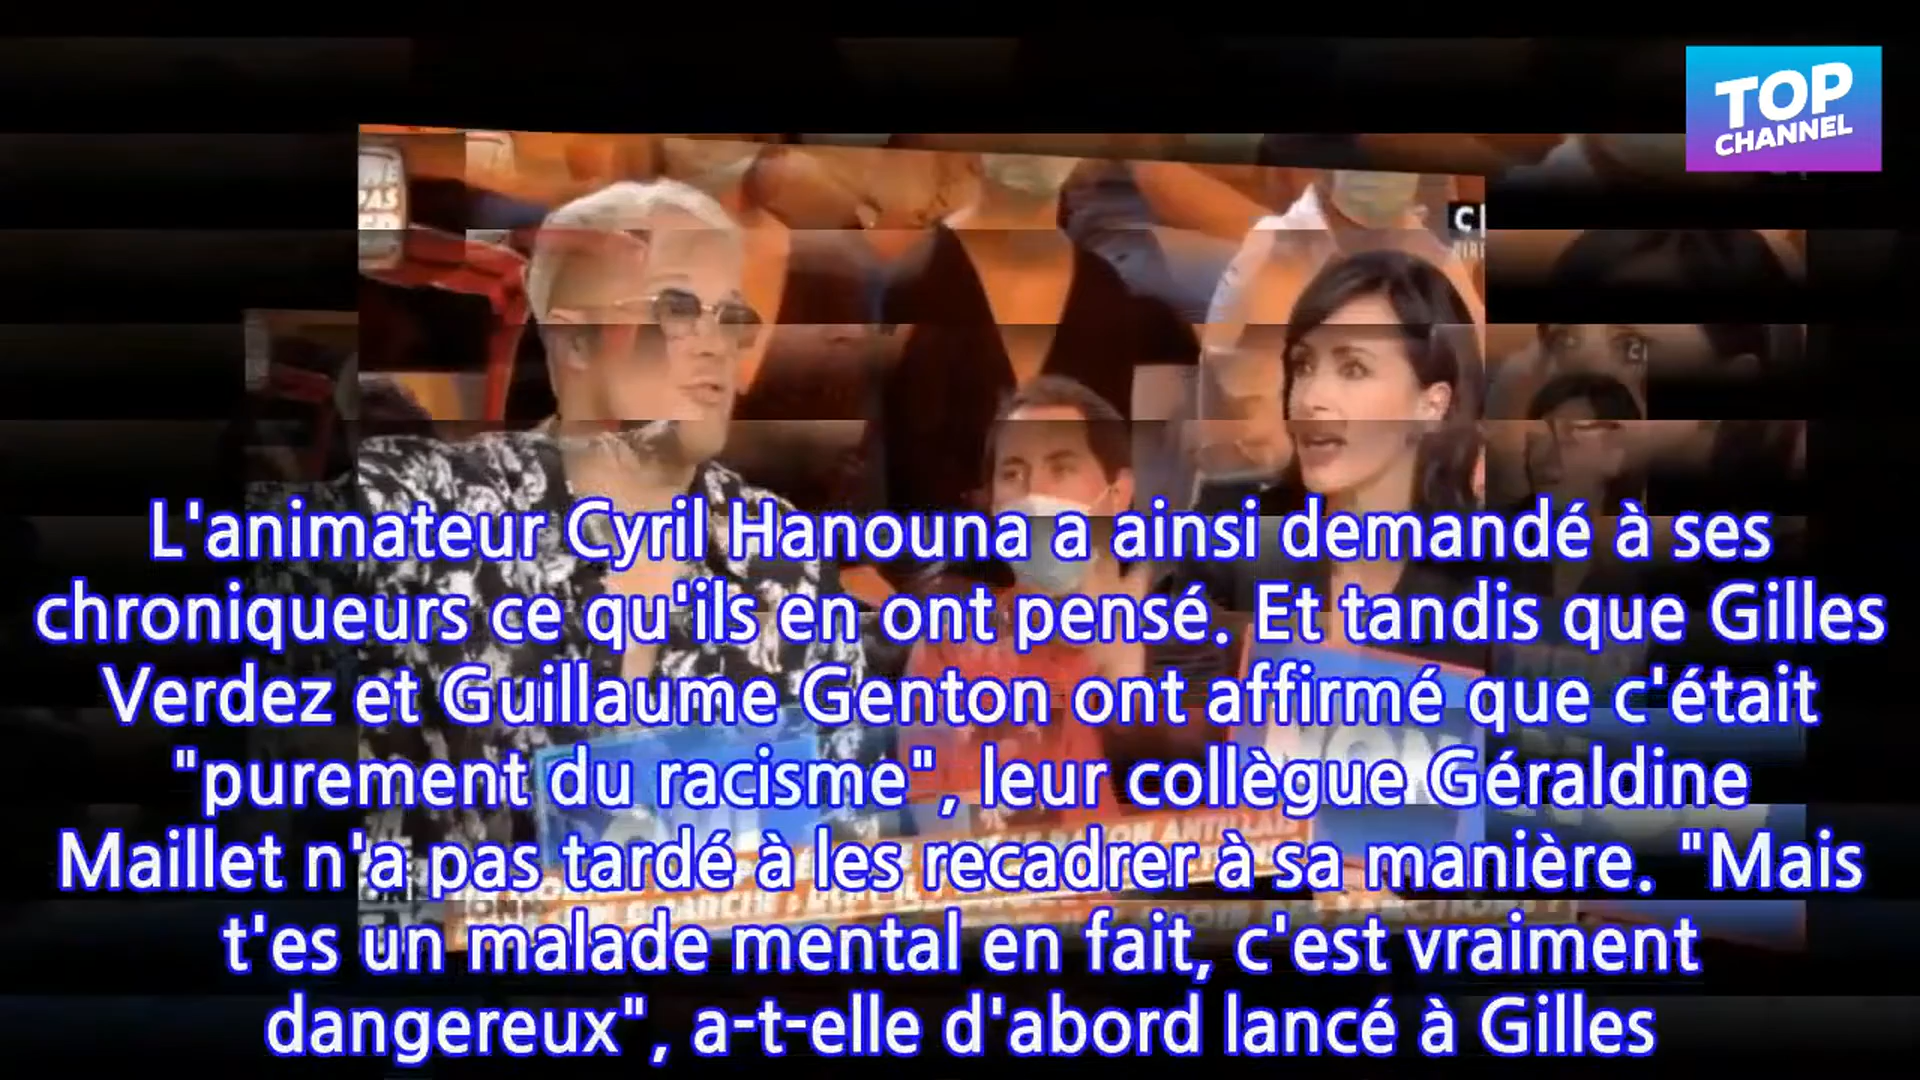 TOP
CHANNEL
PAS
L'animateur Cyril Hanouna a ainsi demandé à ses
chroniqueurs ce qu'ils en ont pensé. Et tandis que Gilles
Verdez et Guillaume Genton ont affirmé que c'était
"purement du racisme", leur collègue Géraldine
Maillet n'a pas tardé à les recadrer à sa manière. "Mais
t'es un malade mental en fait, c'est vraiment
dangereux", a-t-elle d'abord lancé à Gilles
NON